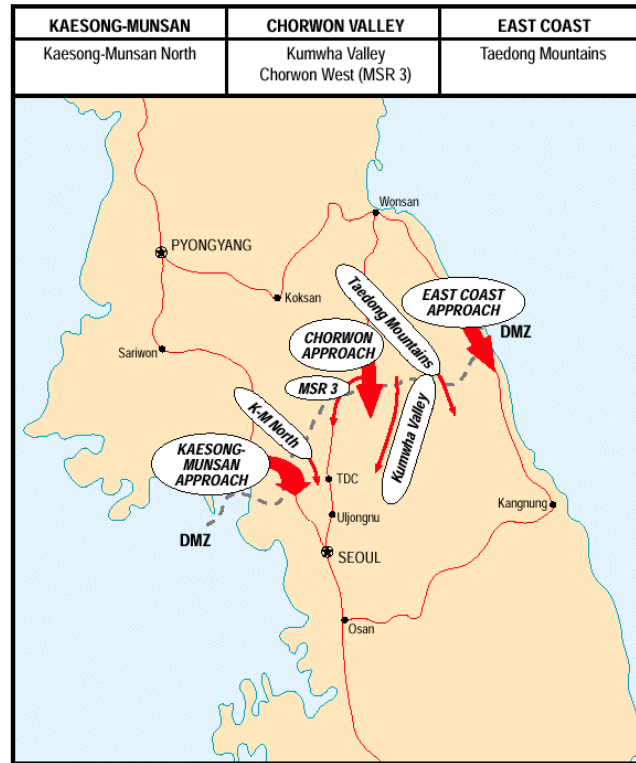 KAESONG-MUNSAN
CHORWON VALLEY
EAST COAST
Kaesong-Munsan North
Kumwha Valley
Chorwon West (MSR 3)
Taedong Mountains
Wonsan
PYONGYANG
Koksan
Taedong Mountains
EAST COAST
APPROACH
DMZ
Sariwon
CHORWON
APPROACH
MSR 3
K-M North
Kumwha Valley
KAESONG-
MUNSAN
APPROACH
TDC
Kangnung
Uljongnu
DMZ
SEOUL
Osan